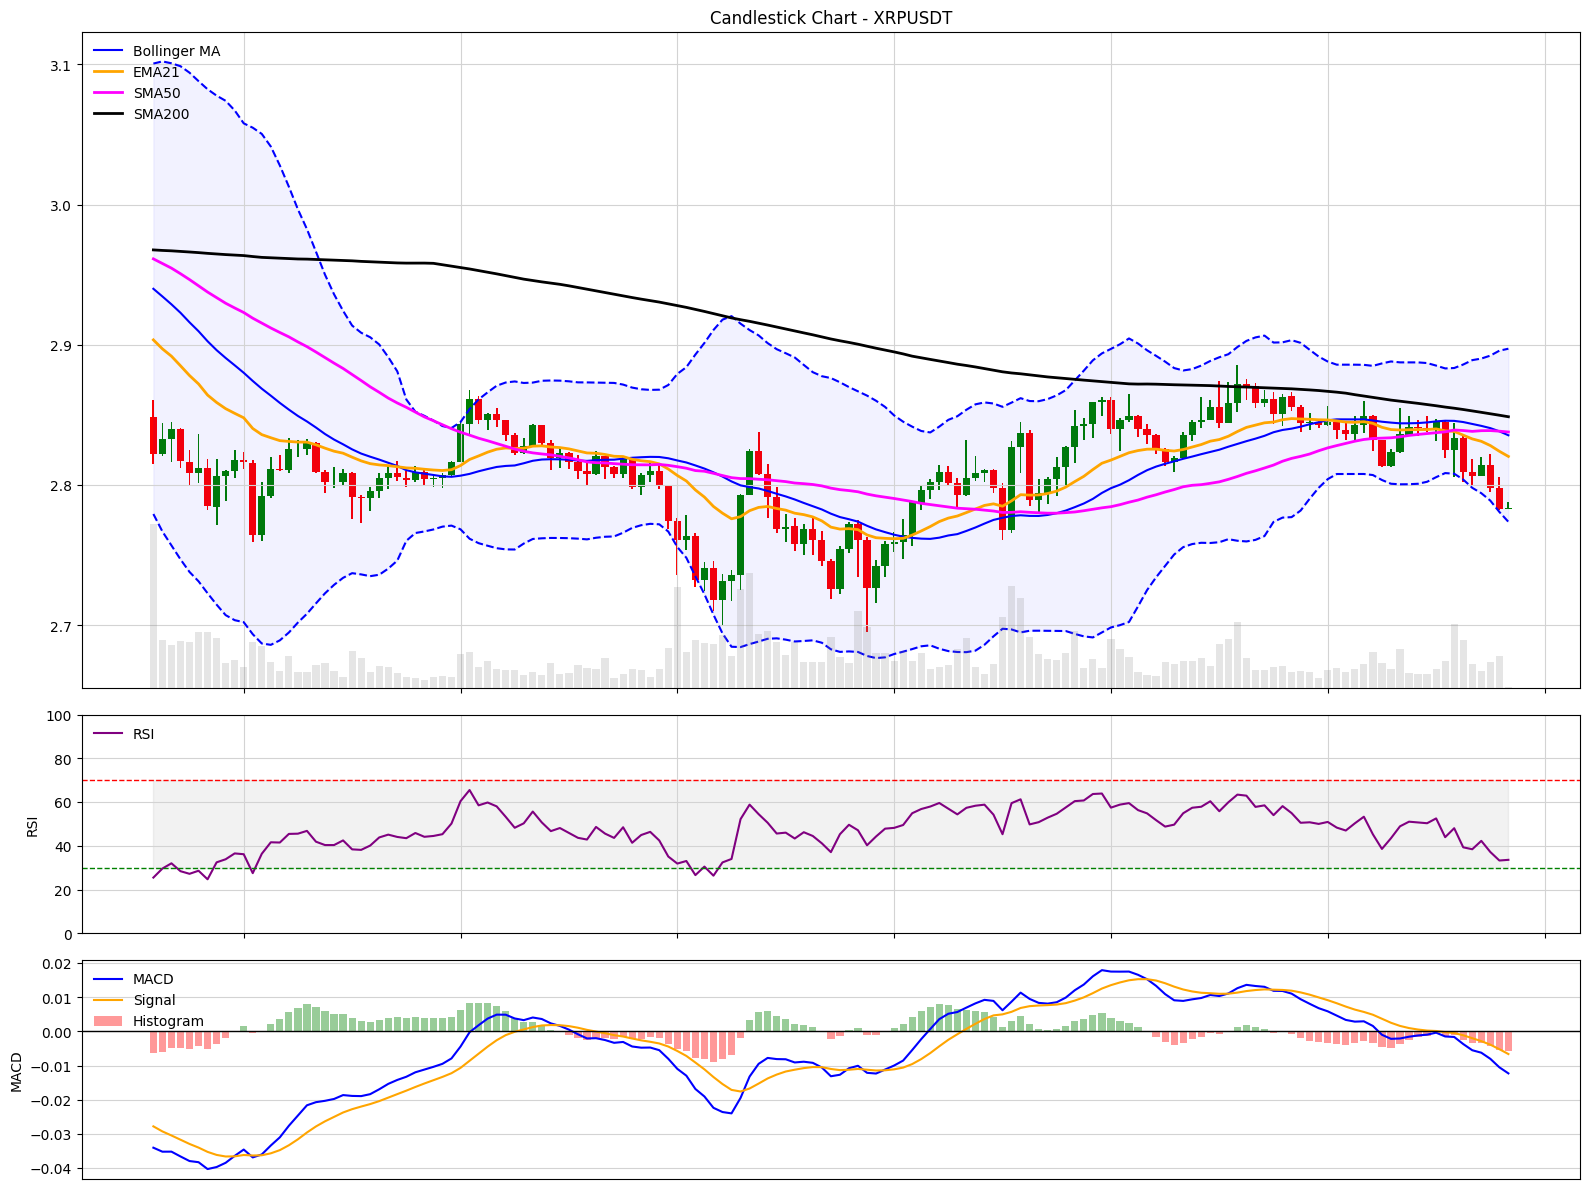 Candlestick Chart - XRPUSDT
Bollinger MA
EMA21
SMA50
SMA200
3.1
3.0
2.9
2.8
2.7
RSI
100
80
60
40
20
0
RSI
MACD
Signal
Histogram
0.02
0.01
0.00
−0.01
−0.02
−0.03
−0.04
MACD